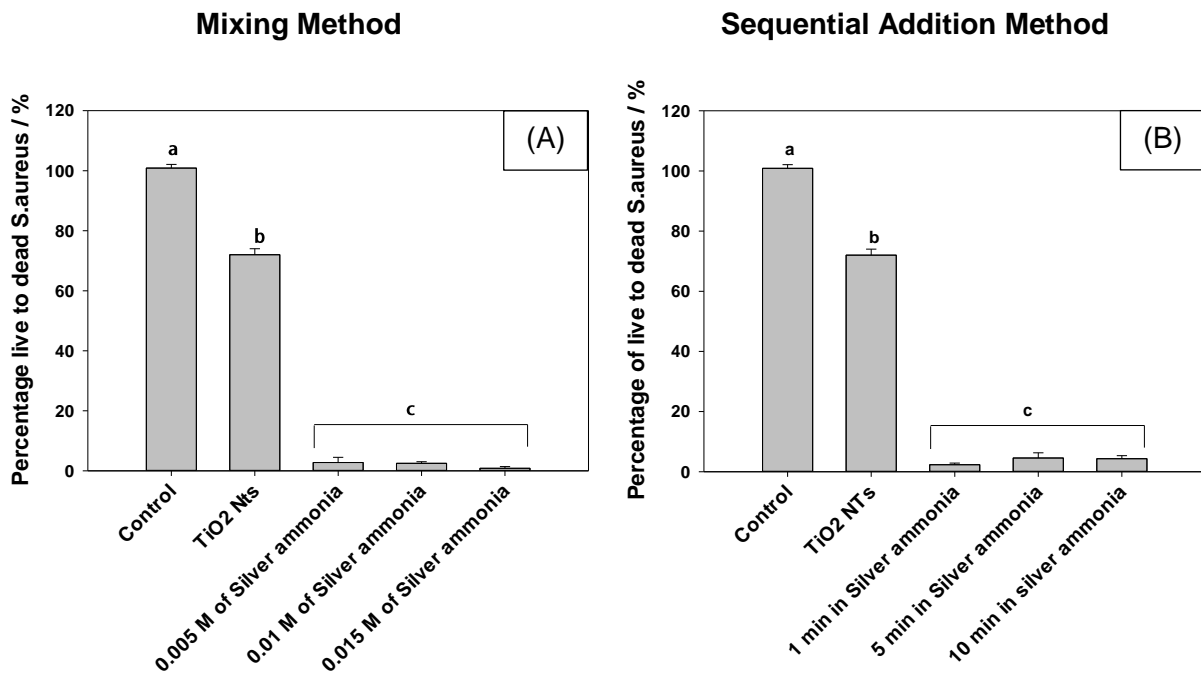 Mixing Method
Percentage live to dead S.aureus / %
120
100
80
60
40
20
0
(A)
a
b
c
Control
TiO2 Nts
0.005 M of Silver ammonia
0.01 M of Silver ammonia
0.015 M of Silver ammonia
Sequential Addition Method
Percentage of live to dead S.aureus / %
120
100
80
60
40
20
0
(B)
a
b
c
Control
TiO2 NTs
1 min in Silver ammonia
5 min in Silver ammonia
10 min in silver ammonia